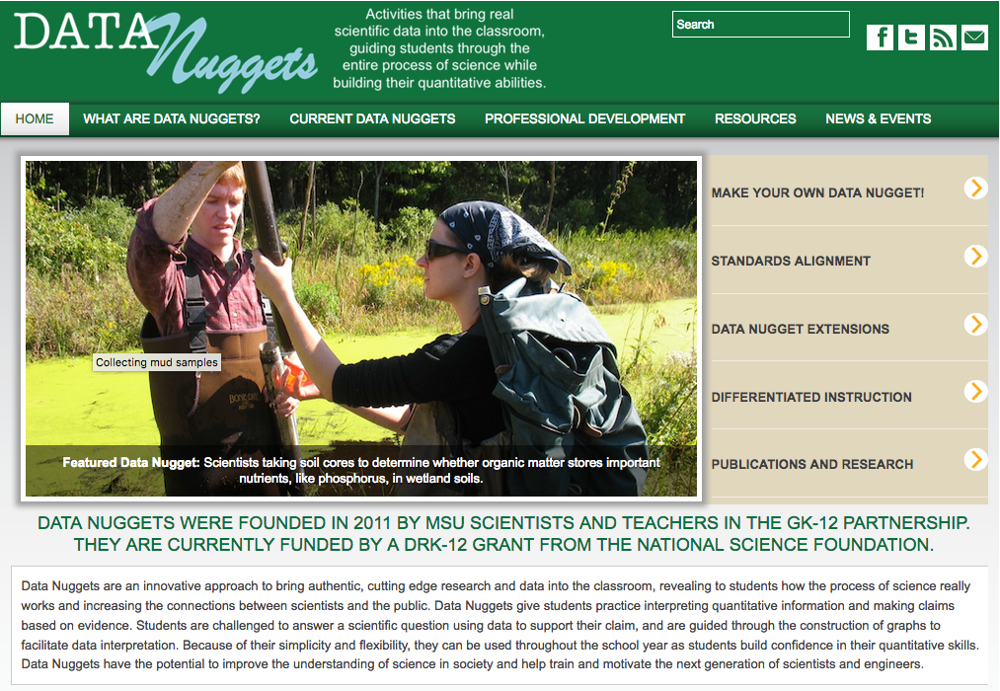 DATA Nuggets
Activities that bring real
scientific data into the classroom,
guiding students through the
entire process of science while
building their quantitative abilities.
Search
HOME WHAT ARE DATA NUGGETS? CURRENT DATA NUGGETS PROFESSIONAL DEVELOPMENT RESOURCES NEWS & EVENTS
Collecting mud samples
Featured Data Nugget: Scientists taking soil cores to determine whether organic matter stores important
nutrients, like phosphorus, in wetland soils.
MAKE YOUR OWN DATA NUGGET!
STANDARDS ALIGNMENT
DATA NUGGET EXTENSIONS
DIFFERENTIATED INSTRUCTION
PUBLICATIONS AND RESEARCH
DATA NUGGETS WERE FOUNDED IN 2011 BY MSU SCIENTISTS AND TEACHERS IN THE GK-12 PARTNERSHIP.
THEY ARE CURRENTLY FUNDED BY A DRK-12 GRANT FROM THE NATIONAL SCIENCE FOUNDATION.
Data Nuggets are an innovative approach to bring authentic, cutting edge research and data into the classroom, revealing to students how the process of science really
works and increasing the connections between scientists and the public. Data Nuggets give students practice interpreting quantitative information and making claims
based on evidence. Students are challenged to answer a scientific question using data to support their claim, and are guided through the construction of graphs to
facilitate data interpretation. Because of their simplicity and flexibility, they can be used throughout the school year as students build confidence in their quantitative skills.
Data Nuggets have the potential to improve the understanding of science in society and help train and motivate the next generation of scientists and engineers.